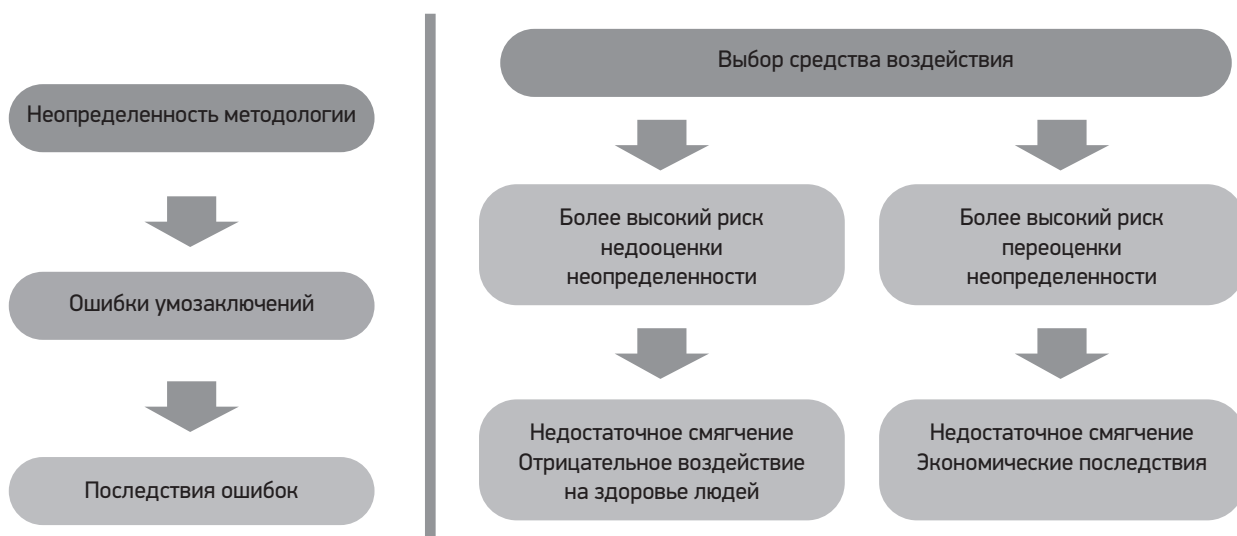 Неопределенность методологии
Ошибки умозаключений
Последствия ошибок
Выбор средства воздействия
Более высокий риск
недооценки
неопределенности
Более высокий риск
переоценки
неопределенности
Недостаточное смягчение
Отрицательное воздействие
на здоровье людей
Недостаточное смягчение
Экономические последствия